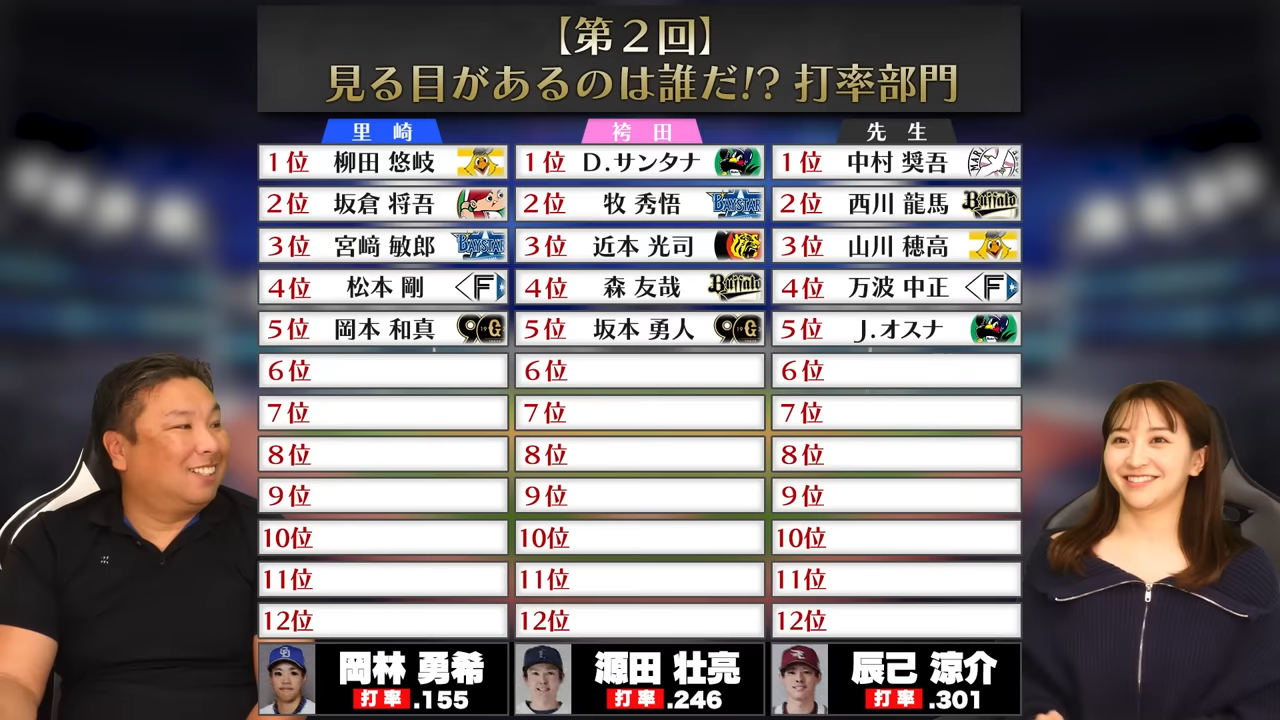 【第2回】
見る目があるのは誰だ!? 打率部門
里崎
袴田
先生
1位 柳田 悠岐
1位 D.サンタナ
1位 中村 奨吾
2位 坂倉 将吾
2位 牧 秀悟
BAYSTAR
2位 西川 龍馬
Buffalo
3位 宮﨑 敏郎
BAYSTAR
3位 近本 光司
3位 山川 穂高
4位 松本 剛
F
4位 森 友哉
Buffalo
4位 万波 中正
F
5位 岡本 和真
5位 坂本 勇人
5位 J.オスナ
6位
6位
6位
7位
7位
7位
8位
8位
8位
9位
9位
9位
10位
10位
10位
11位
11位
11位
12位
12位
12位
岡林 勇希
打率.155
源田 壮亮
打率.246
辰己 涼介
打率.301